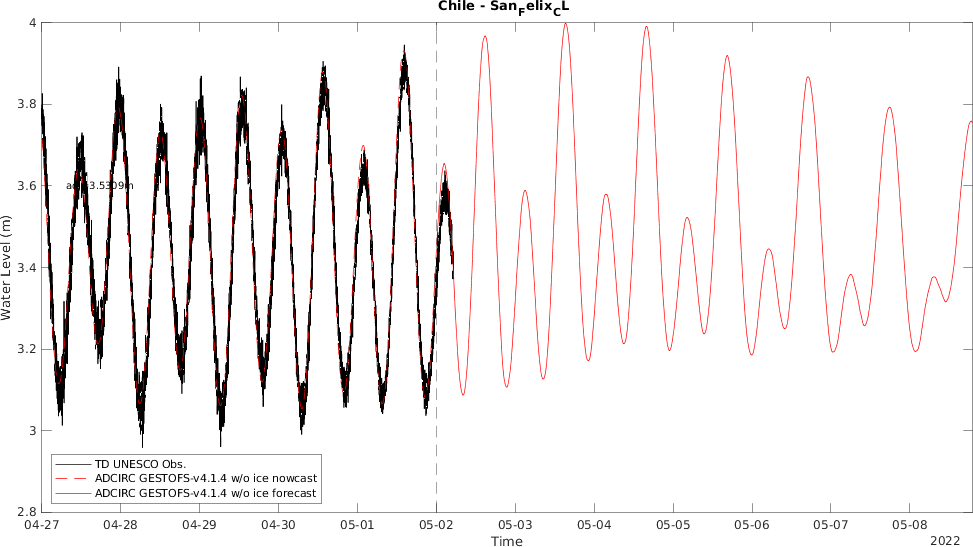 Chile - San_Felix_CL
4
3.8
3.6
3.4
3.2
3
2.8
Water Level (m)
3.5309m
TD UNESCO Obs.
ADCIRC GESTOFS-v4.1.4 w/o ice nowcast
ADCIRC GESTOFS-v4.1.4 w/o ice forecast
04-27 04-28 04-29 04-30 05-01 05-02 05-03 05-04 05-05 05-06 05-07 05-08
Time
2022